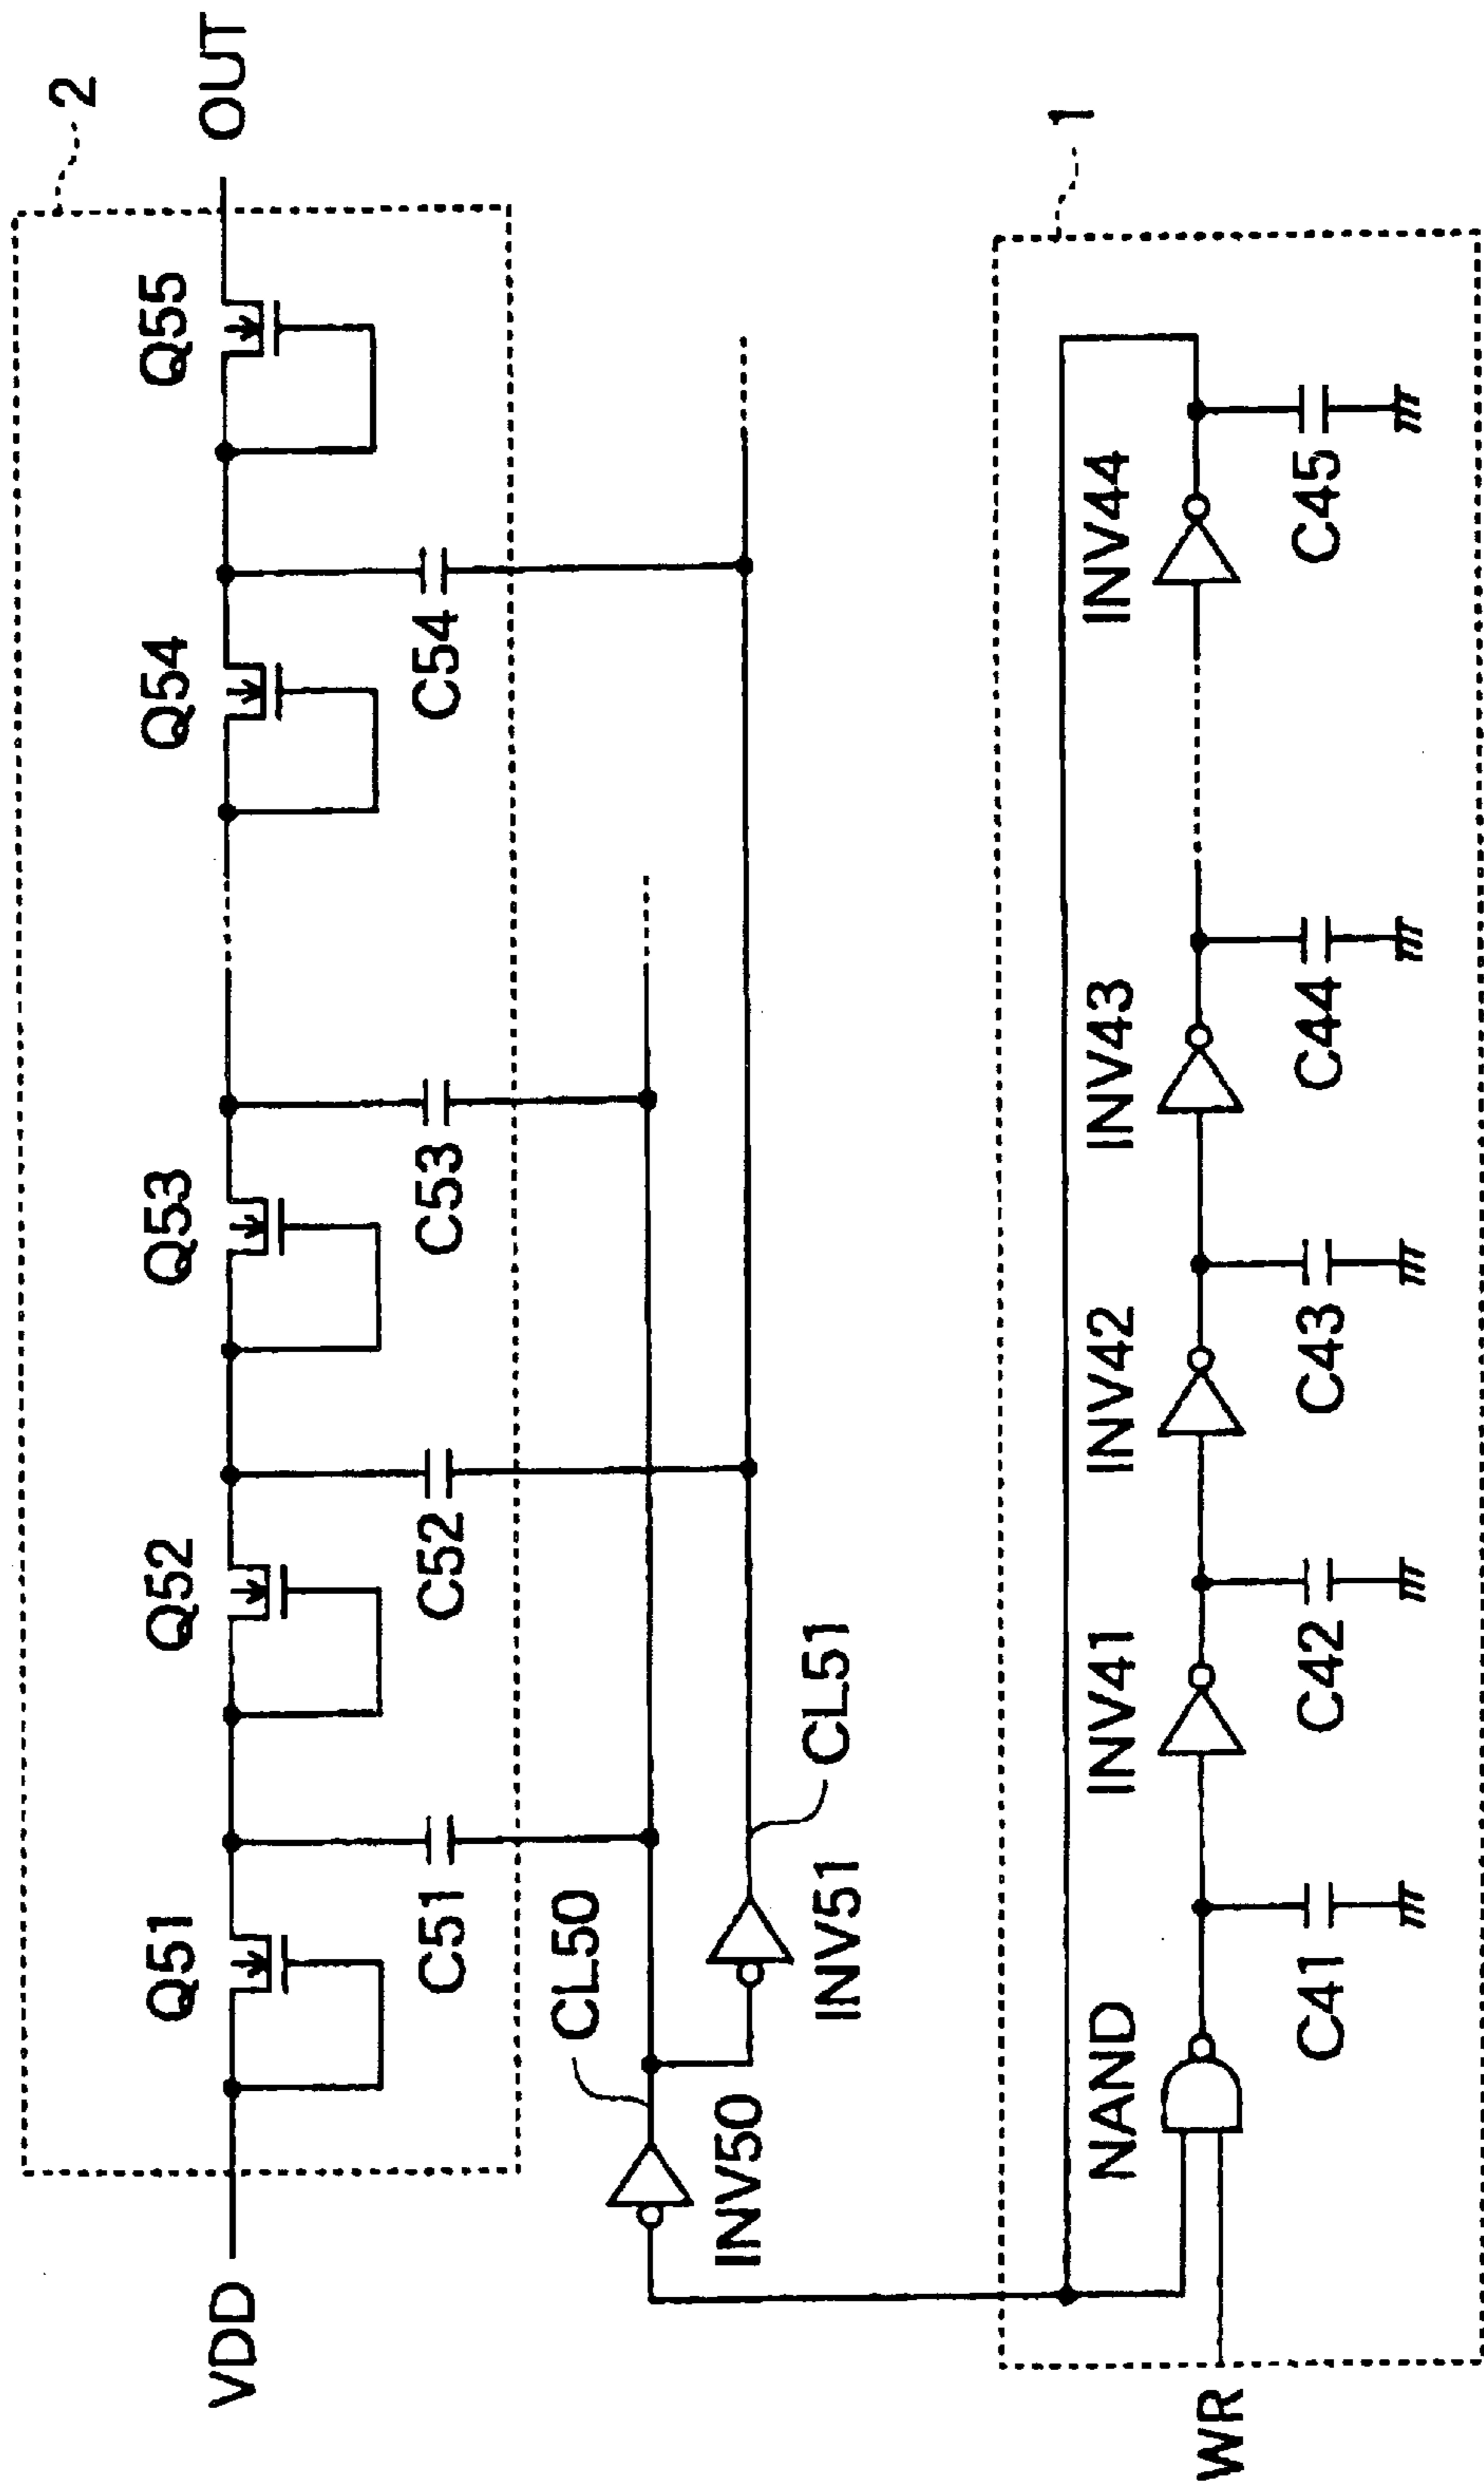 2
VDD
Q51
Q52
Q53
Q54
Q55
OUT
C51
C52
C53
C54
CL50
INV50
INV51
CL51
1
NAND
INV41
INV42
INV43
INV44
WR
C41
C42
C43
C44
C45